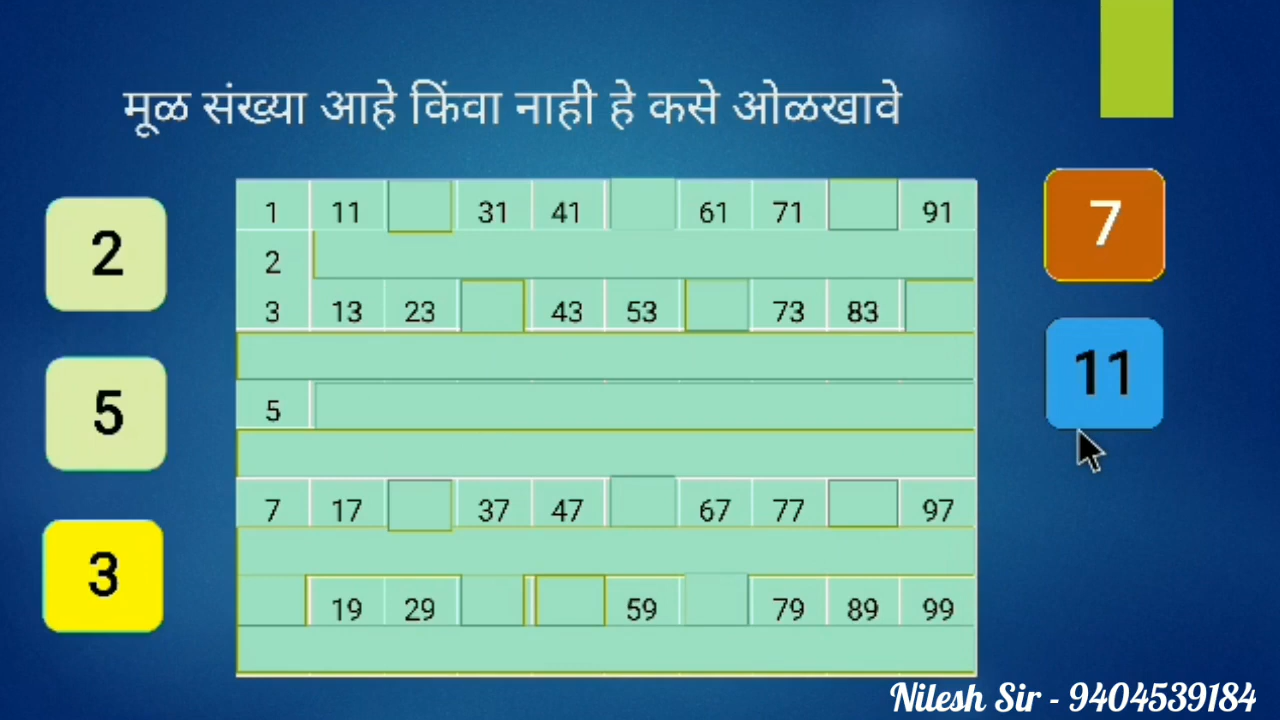 मूळ संख्या आहे किंवा नाही हे कसे ओळखावे
2
5
3
1 11 31 41 61 71 91
2
3 13 23 43 53 73 83
5
7 17 37 47 67 77 97
19 29 59 79 89 99
7
11
Nilesh Sir - 9404539184